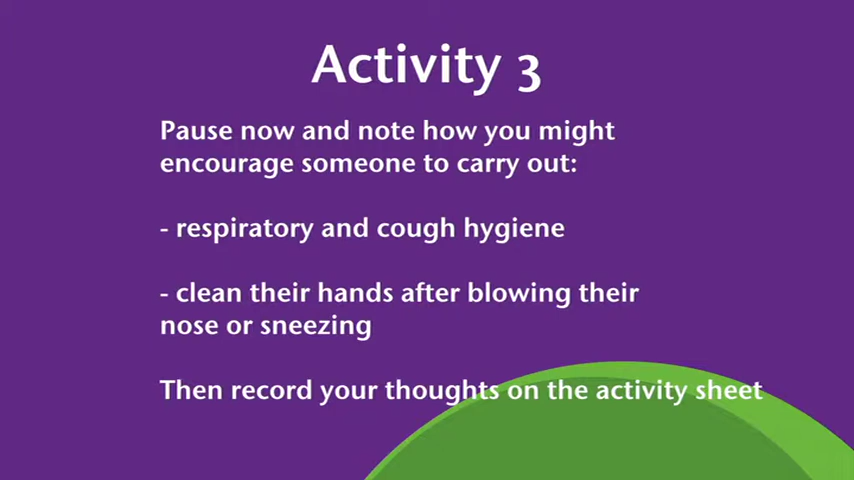 Activity 3
Pause now and note how you might
encourage someone to carry out:
- respiratory and cough hygiene
- clean their hands after blowing their
nose or sneezing
Then record your thoughts on the activity sheet